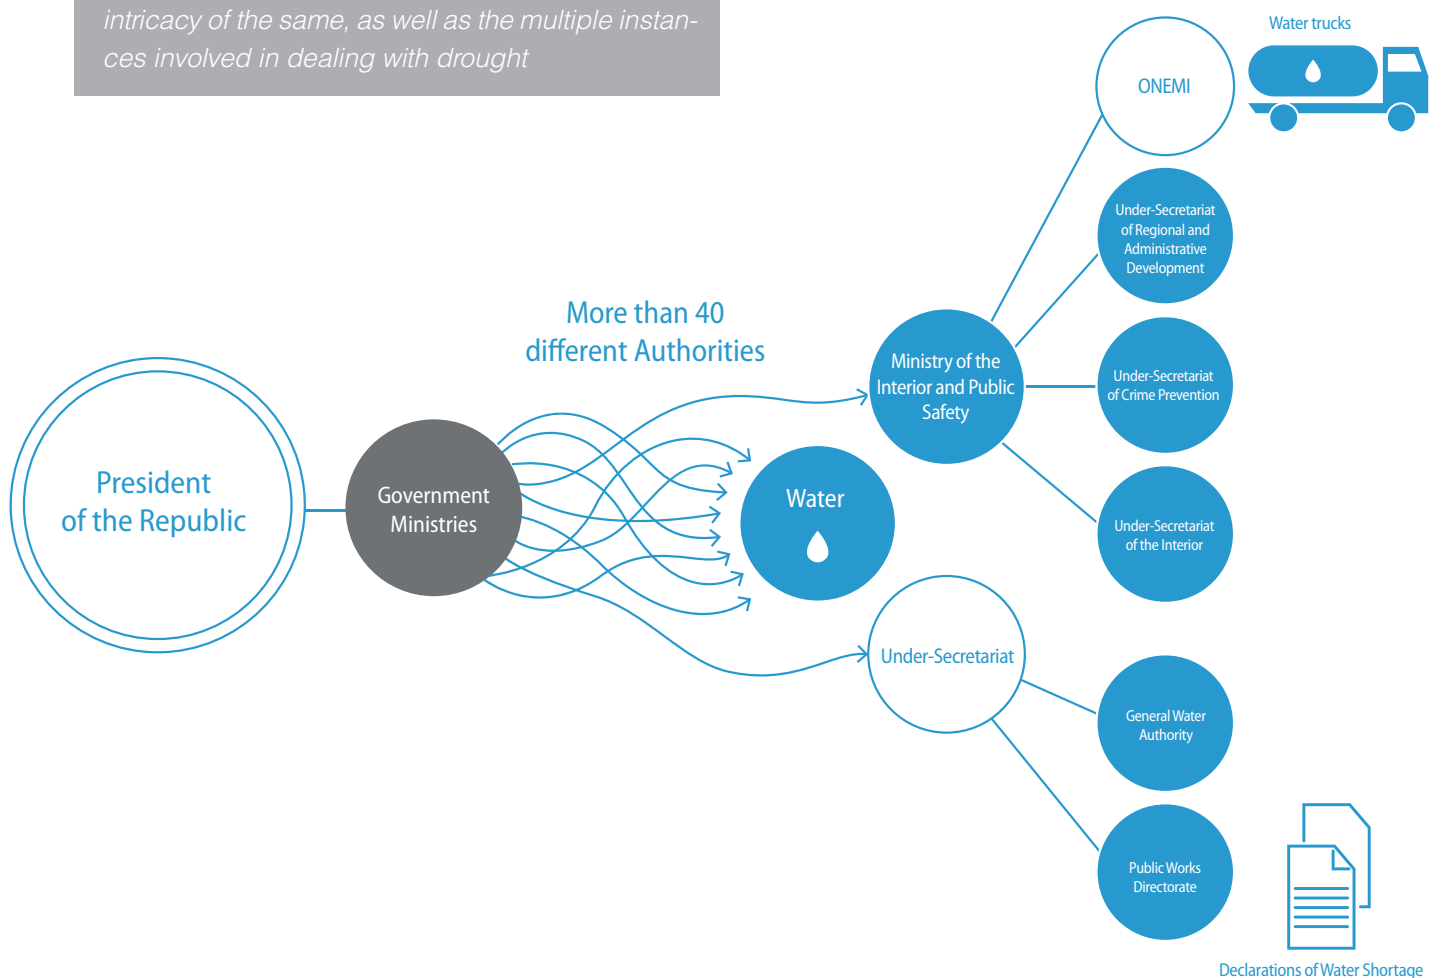 intricacy of the same, as well as the multiple instan-
ces involved in dealing with drought
Water trucks
ONEMI
Under-Secretariat
of Regional and
Administrative
Development
More than 40
different Authorities
Ministry of the
Interior and Public
Safety
Under-Secretariat
of Crime Prevention
President
of the Republic
Government
Ministries
Water
Under-Secretariat
of the Interior
Under-Secretariat
General Water
Authority
Public Works
Directorate
Declarations of Water Shortage